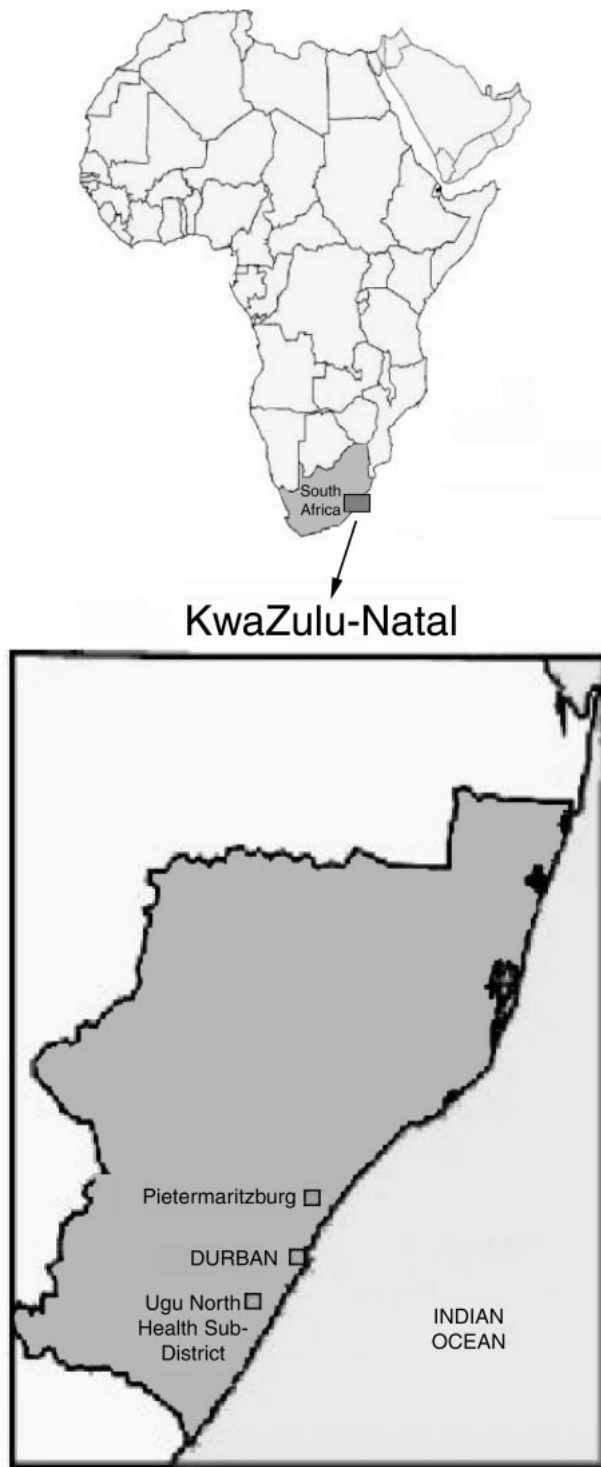 South
Africa
KwaZulu-Natal
Pietermaritzburg
DURBAN
Ugu North
Health Sub-
District
INDIAN
OCEAN